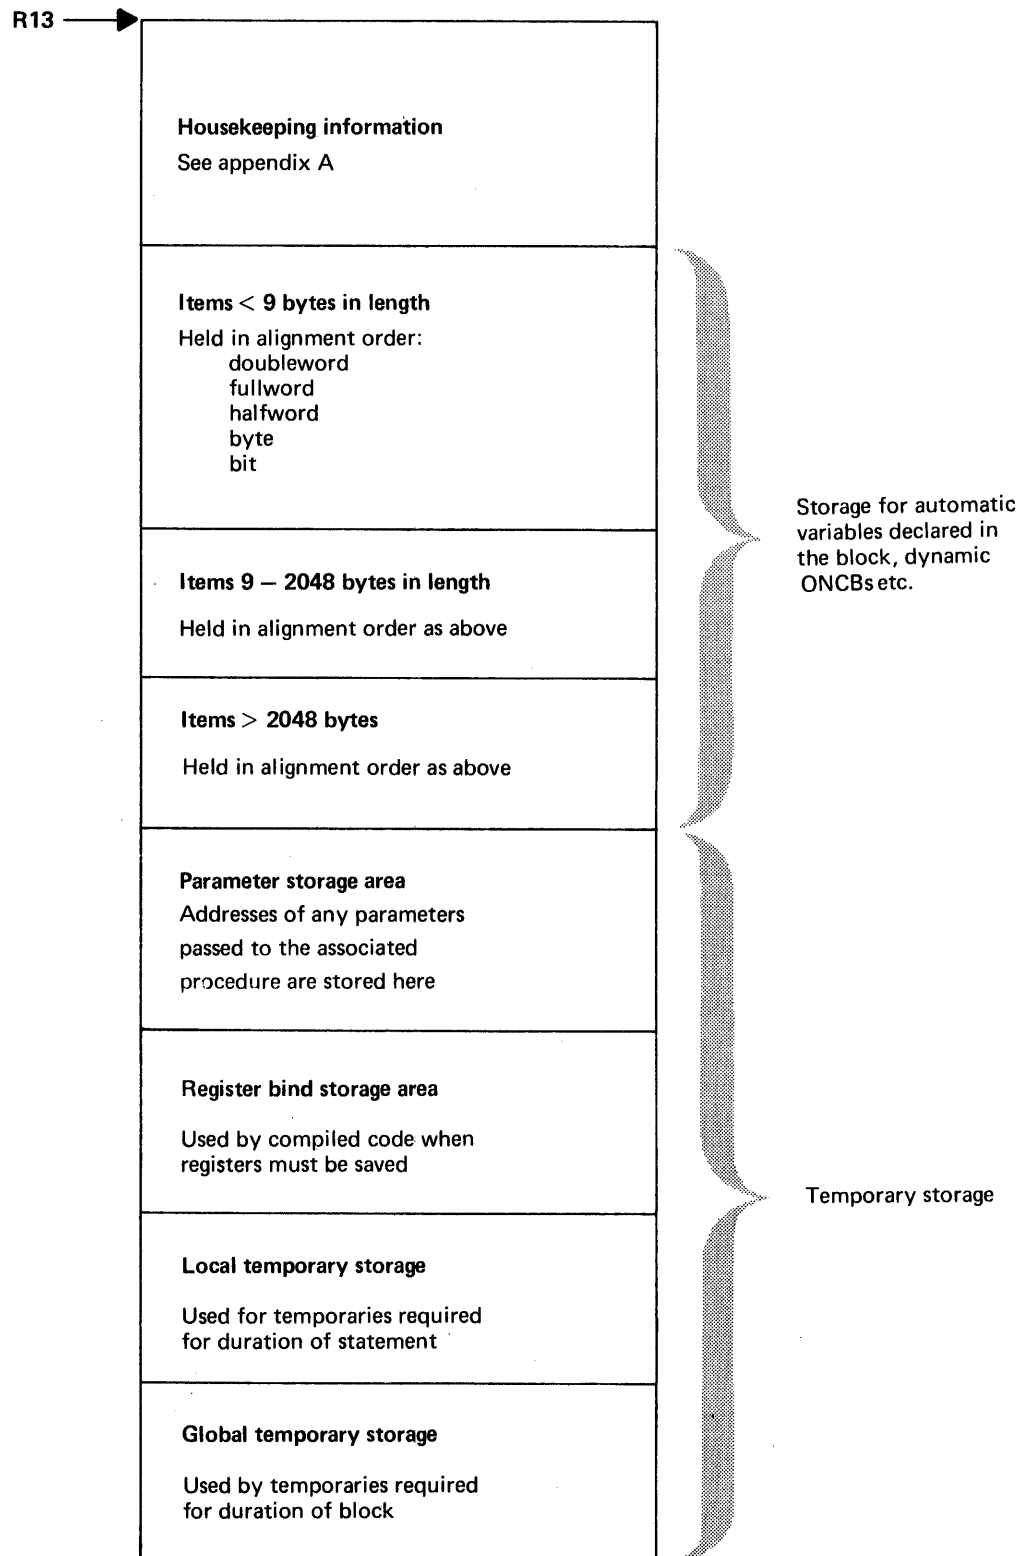 R13
Housekeeping information
See appendix A
Items < 9 bytes in length
Held in alignment order:
doubleword
fullword
halfword
byte
bit
Storage for automatic
variables declared in
the block, dynamic
ONCBs etc.
Items 9 – 2048 bytes in length
Held in alignment order as above
Items > 2048 bytes
Held in alignment order as above
Parameter storage area
Addresses of any parameters
passed to the associated
procedure are stored here
Register bind storage area
Used by compiled code when
registers must be saved
Temporary storage
Local temporary storage
Used for temporaries required
for duration of statement
Global temporary storage
Used by temporaries required
for duration of block